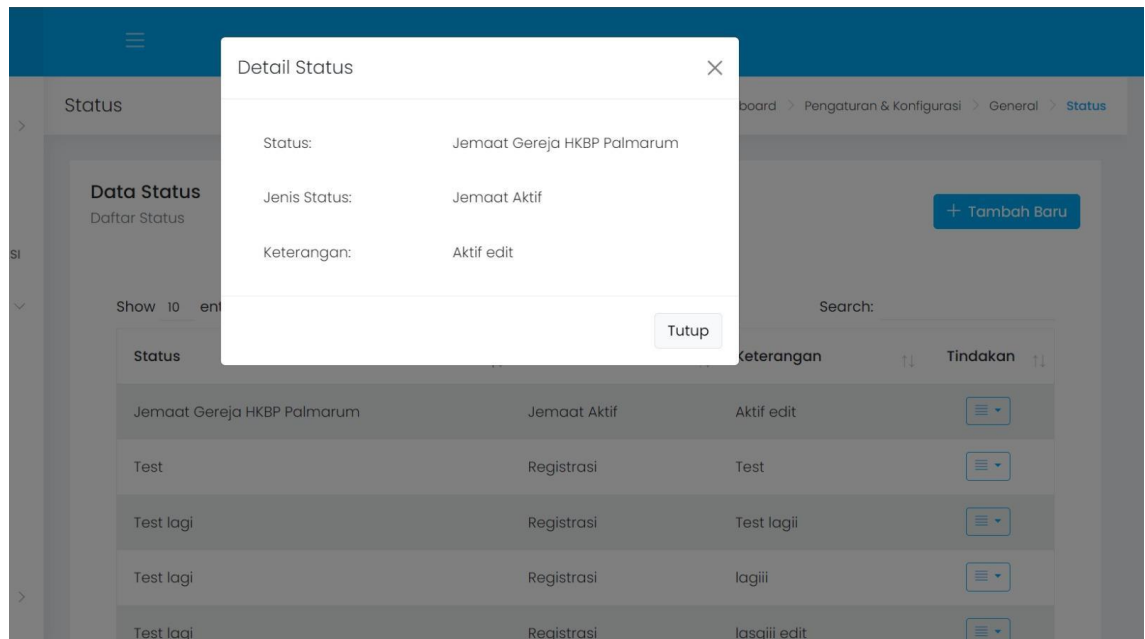 Detail Status
Status
board > Pengaturan & Konfigurasi > General > Status
Status: Jemaat Gereja HKBP Palmarum
Jenis Status: Jemaat Aktif
Keterangan: Aktif edit
Tutup
Data Status
Daftar Status
+ Tambah Baru
SI
Show 10 ent
Search:
Status Keterangan Tindakan
Jemaat Gereja HKBP Palmarum Jemaat Aktif Aktif edit
Test Registrasi Test
Test lagi Registrasi Test lagii
Test lagi Registrasi lagiii
Test lagi Registrasi lasgiii edit